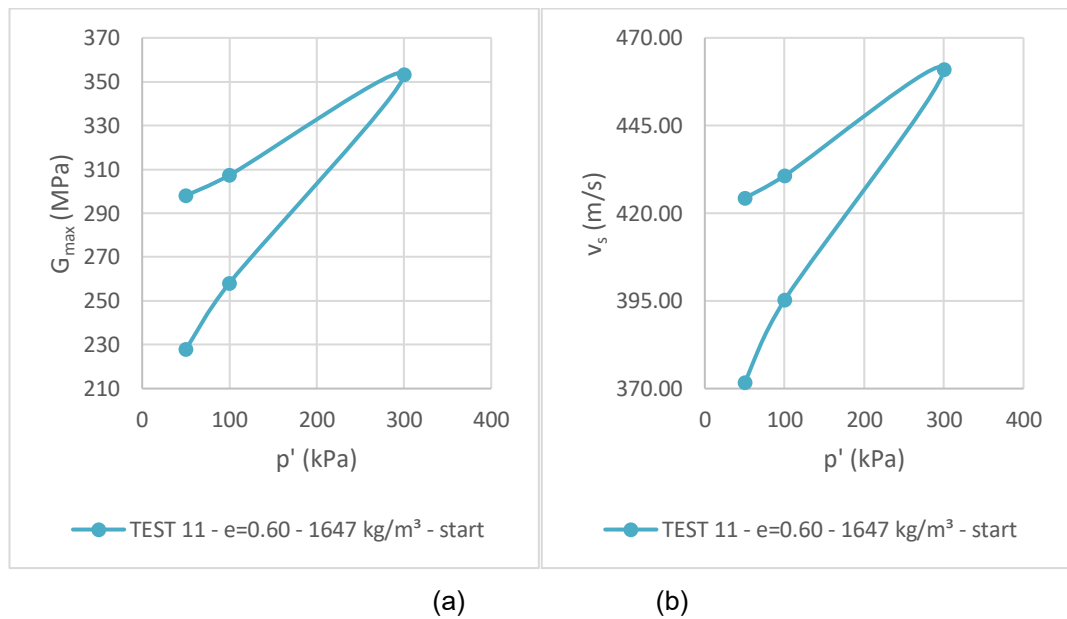 370
350
330
310
290
270
250
230
210
G_max (MPa)
0 100 200 300 400
p' (kPa)
TEST 11 - e=0.60 - 1647 kg/m³ - start
470.00
445.00
420.00
395.00
370.00
v_s (m/s)
0 100 200 300 400
p' (kPa)
TEST 11 - e=0.60 - 1647 kg/m³ - start
(a) (b)